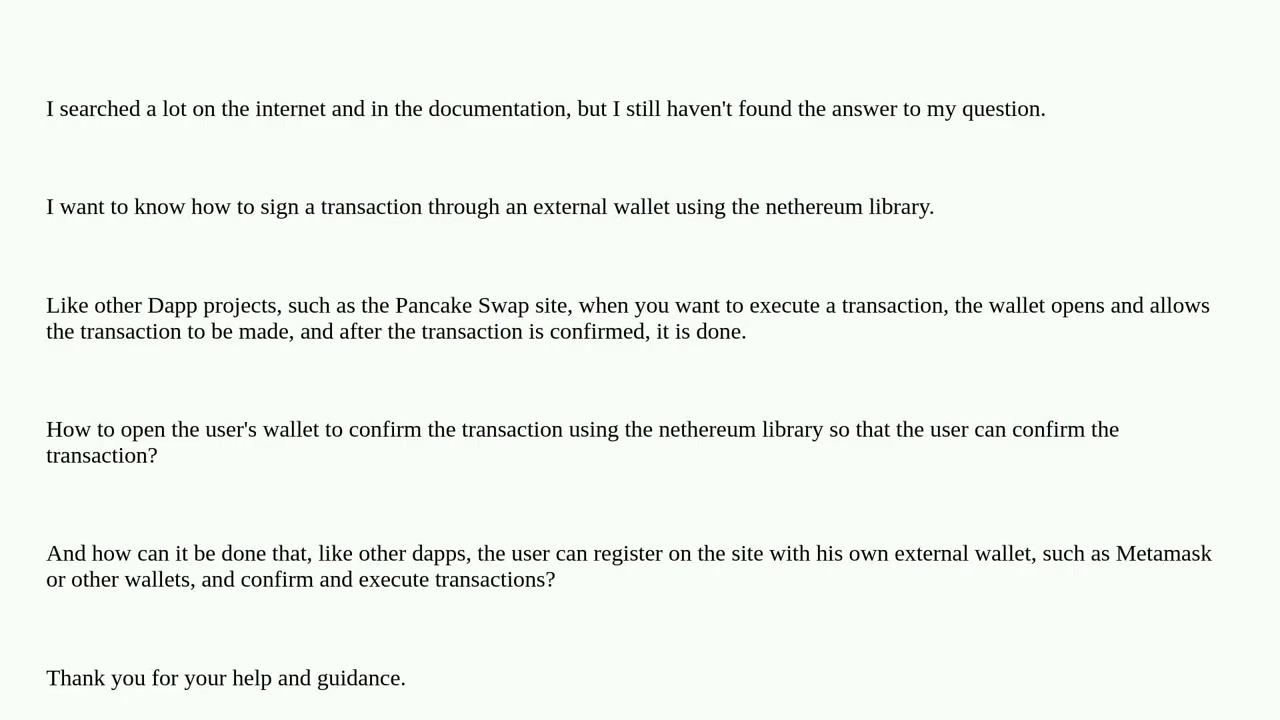 I searched a lot on the internet and in the documentation, but I still haven't found the answer to my question.
I want to know how to sign a transaction through an external wallet using the nethereum library.
Like other Dapp projects, such as the Pancake Swap site, when you want to execute a transaction, the wallet opens and allows
the transaction to be made, and after the transaction is confirmed, it is done.
How to open the user's wallet to confirm the transaction using the nethereum library so that the user can confirm the
transaction?
And how can it be done that, like other dapps, the user can register on the site with his own external wallet, such as Metamask
or other wallets, and confirm and execute transactions?
Thank you for your help and guidance.